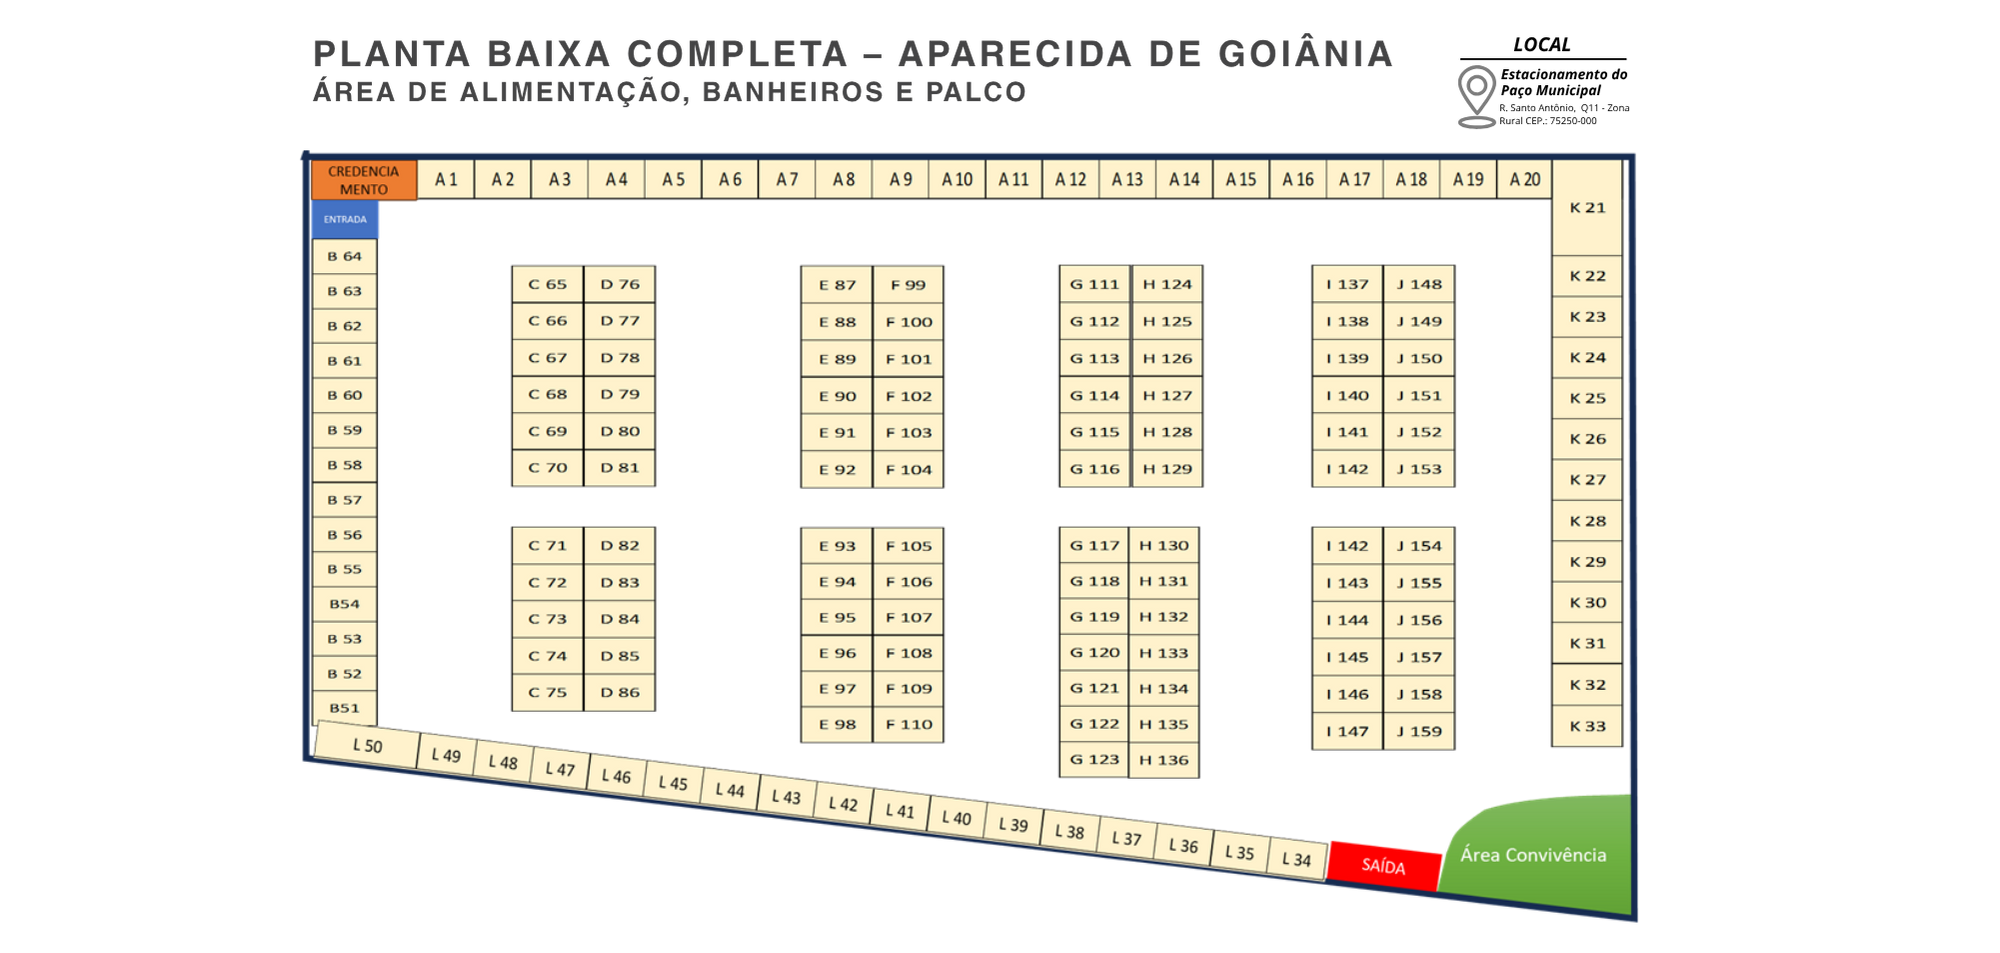 PLANTA BAIXA COMPLETA – APARECIDA DE GOIÂNIA
ÁREA DE ALIMENTAÇÃO, BANHEIROS E PALCO
LOCAL
Estacionamento do
Paço Municipal
R. Santo Antônio, Q11 - Zona
Rural CEP.: 75250-000
CREDENCIA
MENTO
A 1 A 2 A 3 A 4 A 5 A 6 A 7 A 8 A 9 A 10 A 11 A 12 A 13 A 14 A 15 A 16 A 17 A 18 A 19 A 20
ENTRADA
B 64
B 63
B 62
B 61
B 60
B 59
B 58
B 57
B 56
B 55
B54
B 53
B 52
B51
C 65 D 76
C 66 D 77
C 67 D 78
C 68 D 79
C 69 D 80
C 70 D 81
C 71 D 82
C 72 D 83
C 73 D 84
C 74 D 85
C 75 D 86
E 87 F 99
E 88 F 100
E 89 F 101
E 90 F 102
E 91 F 103
E 92 F 104
E 93 F 105
E 94 F 106
E 95 F 107
E 96 F 108
E 97 F 109
E 98 F 110
G 111 H 124
G 112 H 125
G 113 H 126
G 114 H 127
G 115 H 128
G 116 H 129
G 117 H 130
G 118 H 131
G 119 H 132
G 120 H 133
G 121 H 134
G 122 H 135
G 123 H 136
I 137 J 148
I 138 J 149
I 139 J 150
I 140 J 151
I 141 J 152
I 142 J 153
I 142 J 154
I 143 J 155
I 144 J 156
I 145 J 157
I 146 J 158
I 147 J 159
K 21
K 22
K 23
K 24
K 25
K 26
K 27
K 28
K 29
K 30
K 31
K 32
K 33
L 50 L 49 L 48 L 47 L 46 L 45 L 44 L 43 L 42 L 41 L 40 L 39 L 38 L 37 L 36 L 35 L 34
SAÍDA
Área Convivência